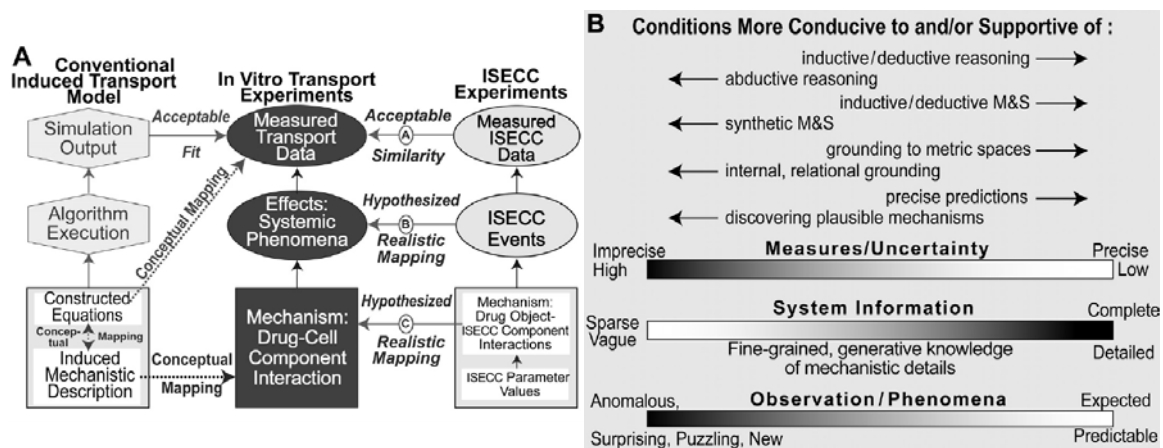 A
Conventional
Induced Transport
Model
In Vitro Transport
Experiments
ISECC
Experiments
Simulation
Output
Acceptable
Fit
Measured
Transport
Data
Acceptable
A
Similarity
Measured
ISECC
Data
Algorithm
Execution
Conceptual Mapping
Effects:
Systemic
Phenomena
Hypothesized
B
Realistic
Mapping
ISECC
Events
Constructed
Equations
Concep-
tual
Mapping
Induced
Mechanistic
Description
Conceptual
Mapping
Mechanism:
Drug-Cell
Component
Interaction
Hypothesized
C
Realistic
Mapping
Mechanism:
Drug Object-
ISECC Component
Interactions
ISECC Parameter
Values
B
Conditions More Conducive to and/or Supportive of :
inductive/deductive reasoning
abductive reasoning
inductive/deductive M&S
synthetic M&S
grounding to metric spaces
internal, relational grounding
precise predictions
discovering plausible mechanisms
Measures/Uncertainty
Imprecise
High
Precise
Low
System Information
Sparse
Vague
Complete
Detailed
Fine-grained, generative knowledge
of mechanistic details
Observation/Phenomena
Anomalous,
Surprising, Puzzling, New
Expected
Predictable